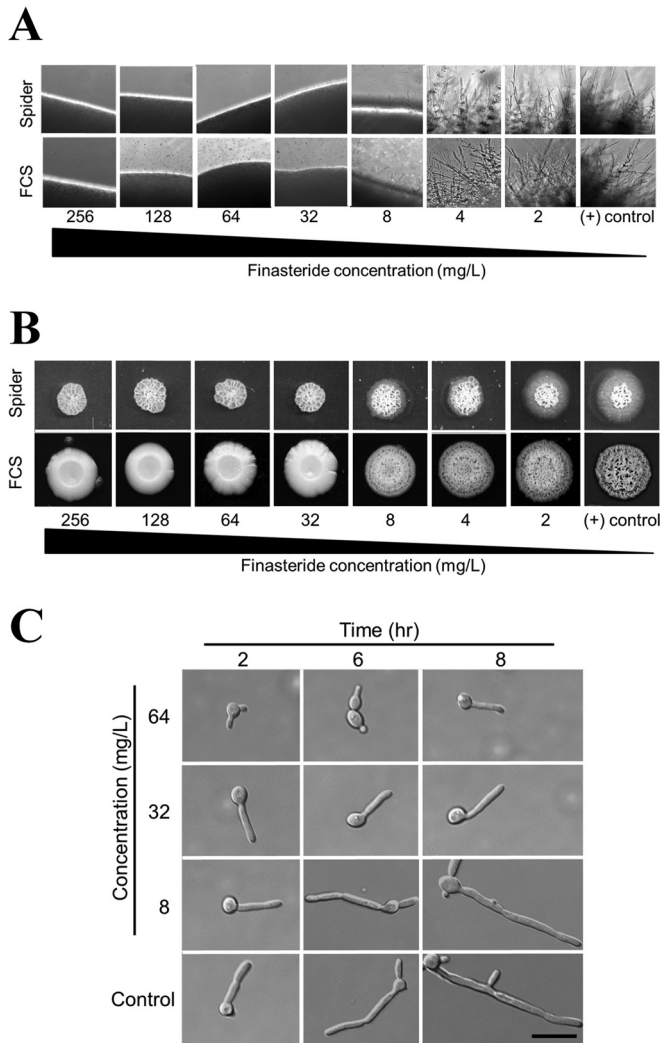 A
Spider
FCS
256 128 64 32 8 4 2 (+) control
Finasteride concentration (mg/L)
B
Spider
FCS
256 128 64 32 8 4 2 (+) control
Finasteride concentration (mg/L)
C
Time (hr)
2 6 8
Concentration (mg/L)
64
32
8
Control